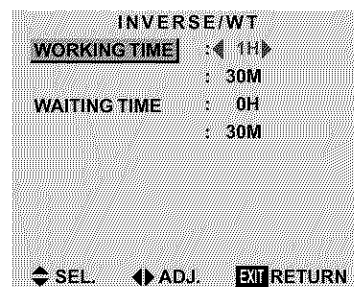 INVERSE/WT
WORKING TIME : 1H
: 30M
WAITING TIME : 0H
: 30M
SEL. ADJ. EXIT RETURN